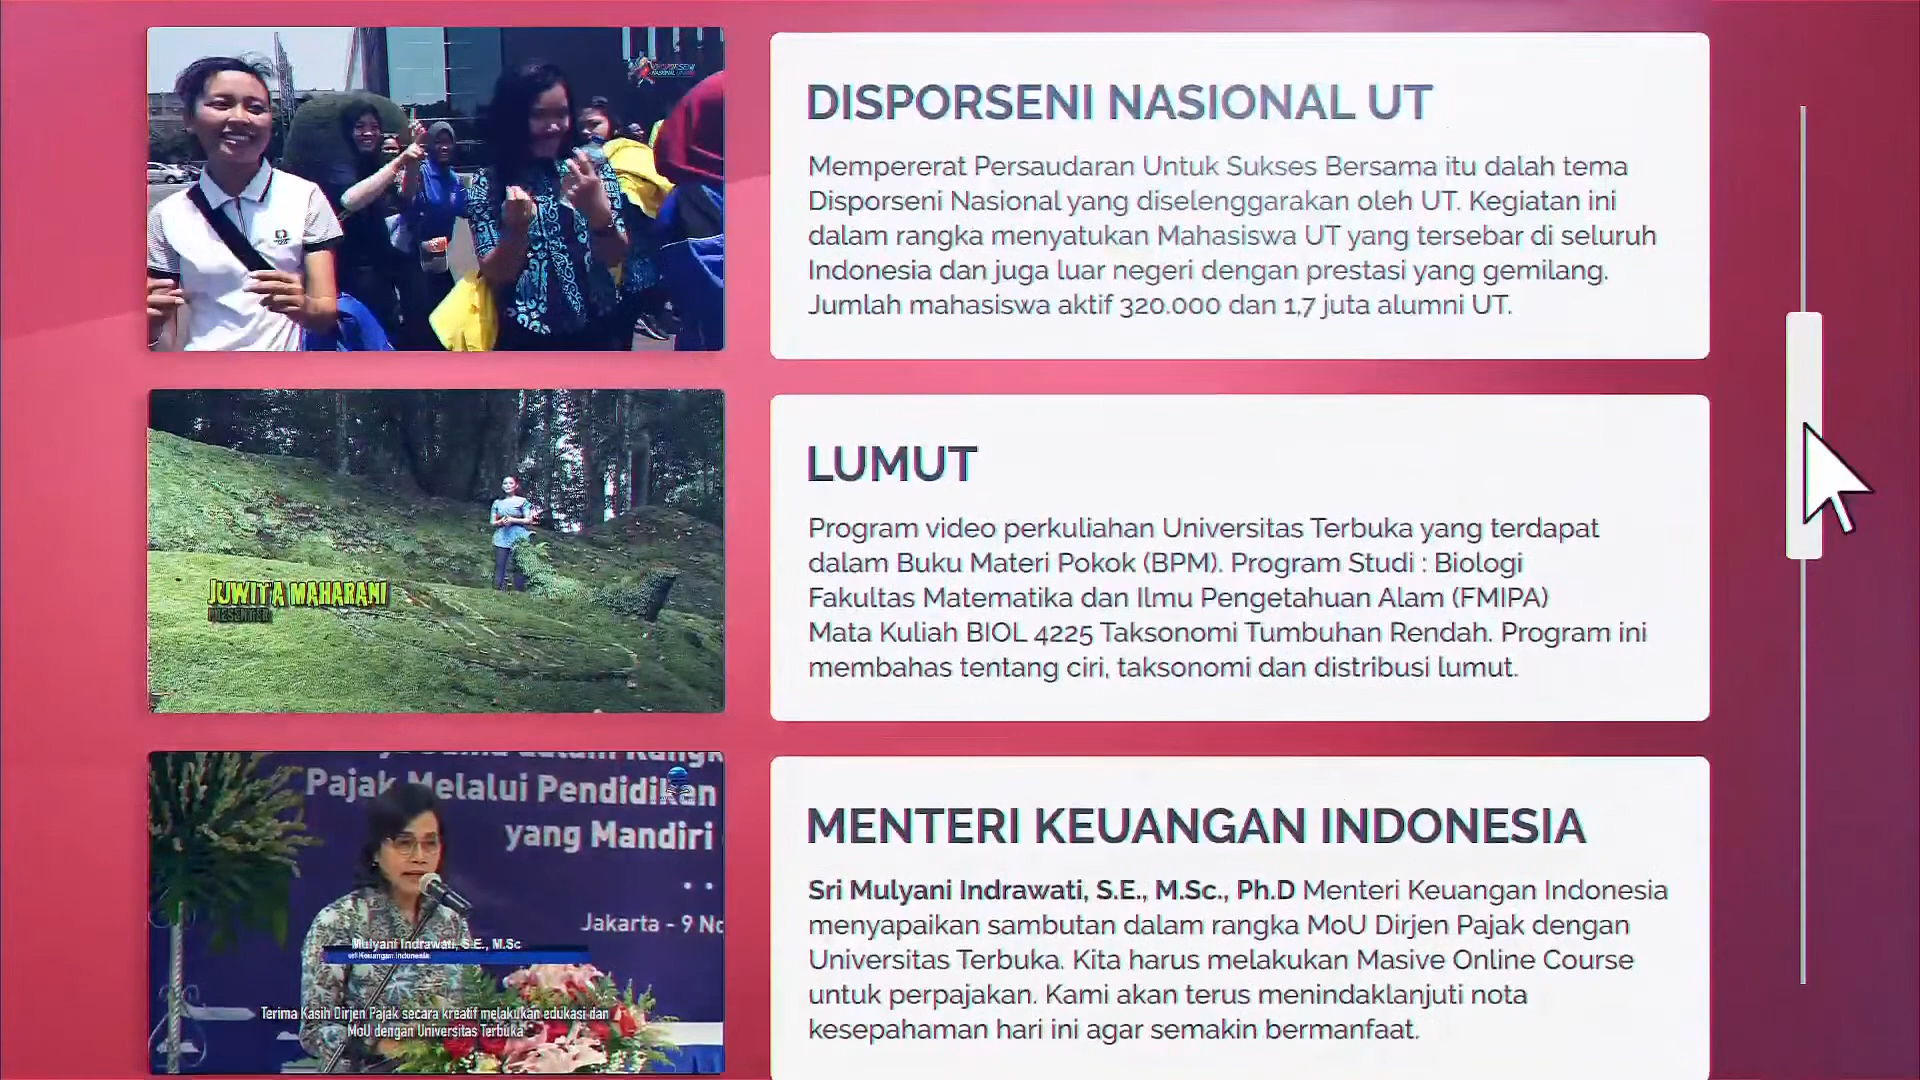 DISPORSENI NASIONAL UT
Mempererat Persaudaran Untuk Sukses Bersama itu dalah tema
Disporseni Nasional yang diselenggarakan oleh UT. Kegiatan ini
dalam rangka menyatukan Mahasiswa UT yang tersebar di seluruh
Indonesia dan juga luar negeri dengan prestasi yang gemilang.
Jumlah mahasiswa aktif 320.000 dan 1,7 juta alumni UT.
JUWITA MAHARANI
PRESENTER
LUMUT
Program video perkuliahan Universitas Terbuka yang terdapat
dalam Buku Materi Pokok (BPM). Program Studi : Biologi
Fakultas Matematika dan Ilmu Pengetahuan Alam (FMIPA)
Mata Kuliah BIOL 4225 Taksonomi Tumbuhan Rendah. Program ini
membahas tentang ciri, taksonomi dan distribusi lumut.
Pajak Melalui Pendidikan
yang Mandiri
Jakarta - 9 No
Mulyani Indrawati, S.E., M.Sc
Keuangan Indonesia
Terima Kasih Dirjen Pajak secara kreatif melakukan edukasi dan
MoU dengan Universitas Terbuka
MENTERI KEUANGAN INDONESIA
Sri Mulyani Indrawati, S.E., M.Sc., Ph.D Menteri Keuangan Indonesia
menyapaikan sambutan dalam rangka MoU Dirjen Pajak dengan
Universitas Terbuka. Kita harus melakukan Masive Online Course
untuk perpajakan. Kami akan terus menindaklanjuti nota
kesepahaman hari ini agar semakin bermanfaat.